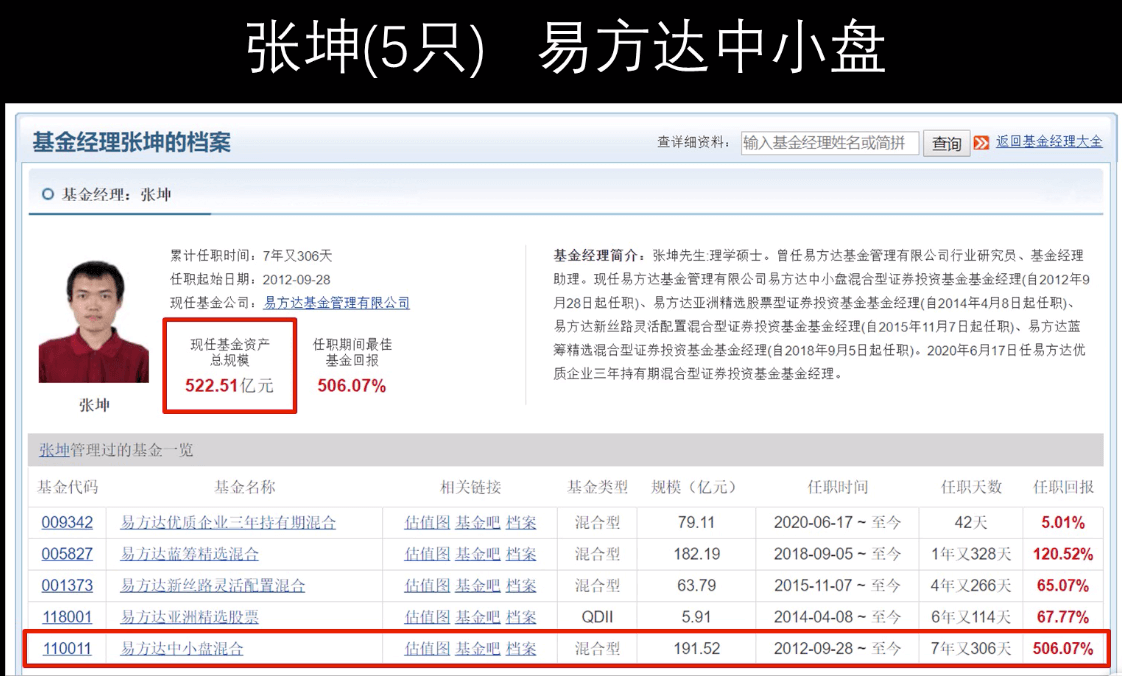 张坤(5只) 易方达中小盘
基金经理张坤的档案
查详细资料： 输入基金经理姓名或简拼 查询 返回基金经理大全
基金经理：张坤
累计任职时间：7年又306天
任职起始日期：2012-09-28
现任基金公司：易方达基金管理有限公司
现任基金资产
总规模
522.51亿元
任职期间最佳
基金回报
506.07%
张坤
基金经理简介：张坤先生:理学硕士。曾任易方达基金管理有限公司行业研究员、基金经理
助理。现任易方达基金管理有限公司易方达中小盘混合型证券投资基金基金经理(自2012年9
月28日起任职)、易方达亚洲精选股票型证券投资基金基金经理(自2014年4月8日起任职)、
易方达新丝路灵活配置混合型证券投资基金基金经理(自2015年11月7日起任职)、易方达蓝
筹精选混合型证券投资基金基金经理(自2018年9月5日起任职)。2020年6月17日任易方达优
质企业三年持有期混合型证券投资基金基金经理。
张坤管理过的基金一览
基金代码 基金名称 相关链接 基金类型 规模（亿元） 任职时间 任职天数 任职回报
009342 易方达优质企业三年持有期混合 估值图 基金吧 档案 混合型 79.11 2020-06-17 ~ 至今 42天 5.01%
005827 易方达蓝筹精选混合 估值图 基金吧 档案 混合型 182.19 2018-09-05 ~ 至今 1年又328天 120.52%
001373 易方达新丝路灵活配置混合 估值图 基金吧 档案 混合型 63.79 2015-11-07 ~ 至今 4年又266天 65.07%
118001 易方达亚洲精选股票 估值图 基金吧 档案 QDII 5.91 2014-04-08 ~ 至今 6年又114天 67.77%
110011 易方达中小盘混合 估值图 基金吧 档案 混合型 191.52 2012-09-28 ~ 至今 7年又306天 506.07%